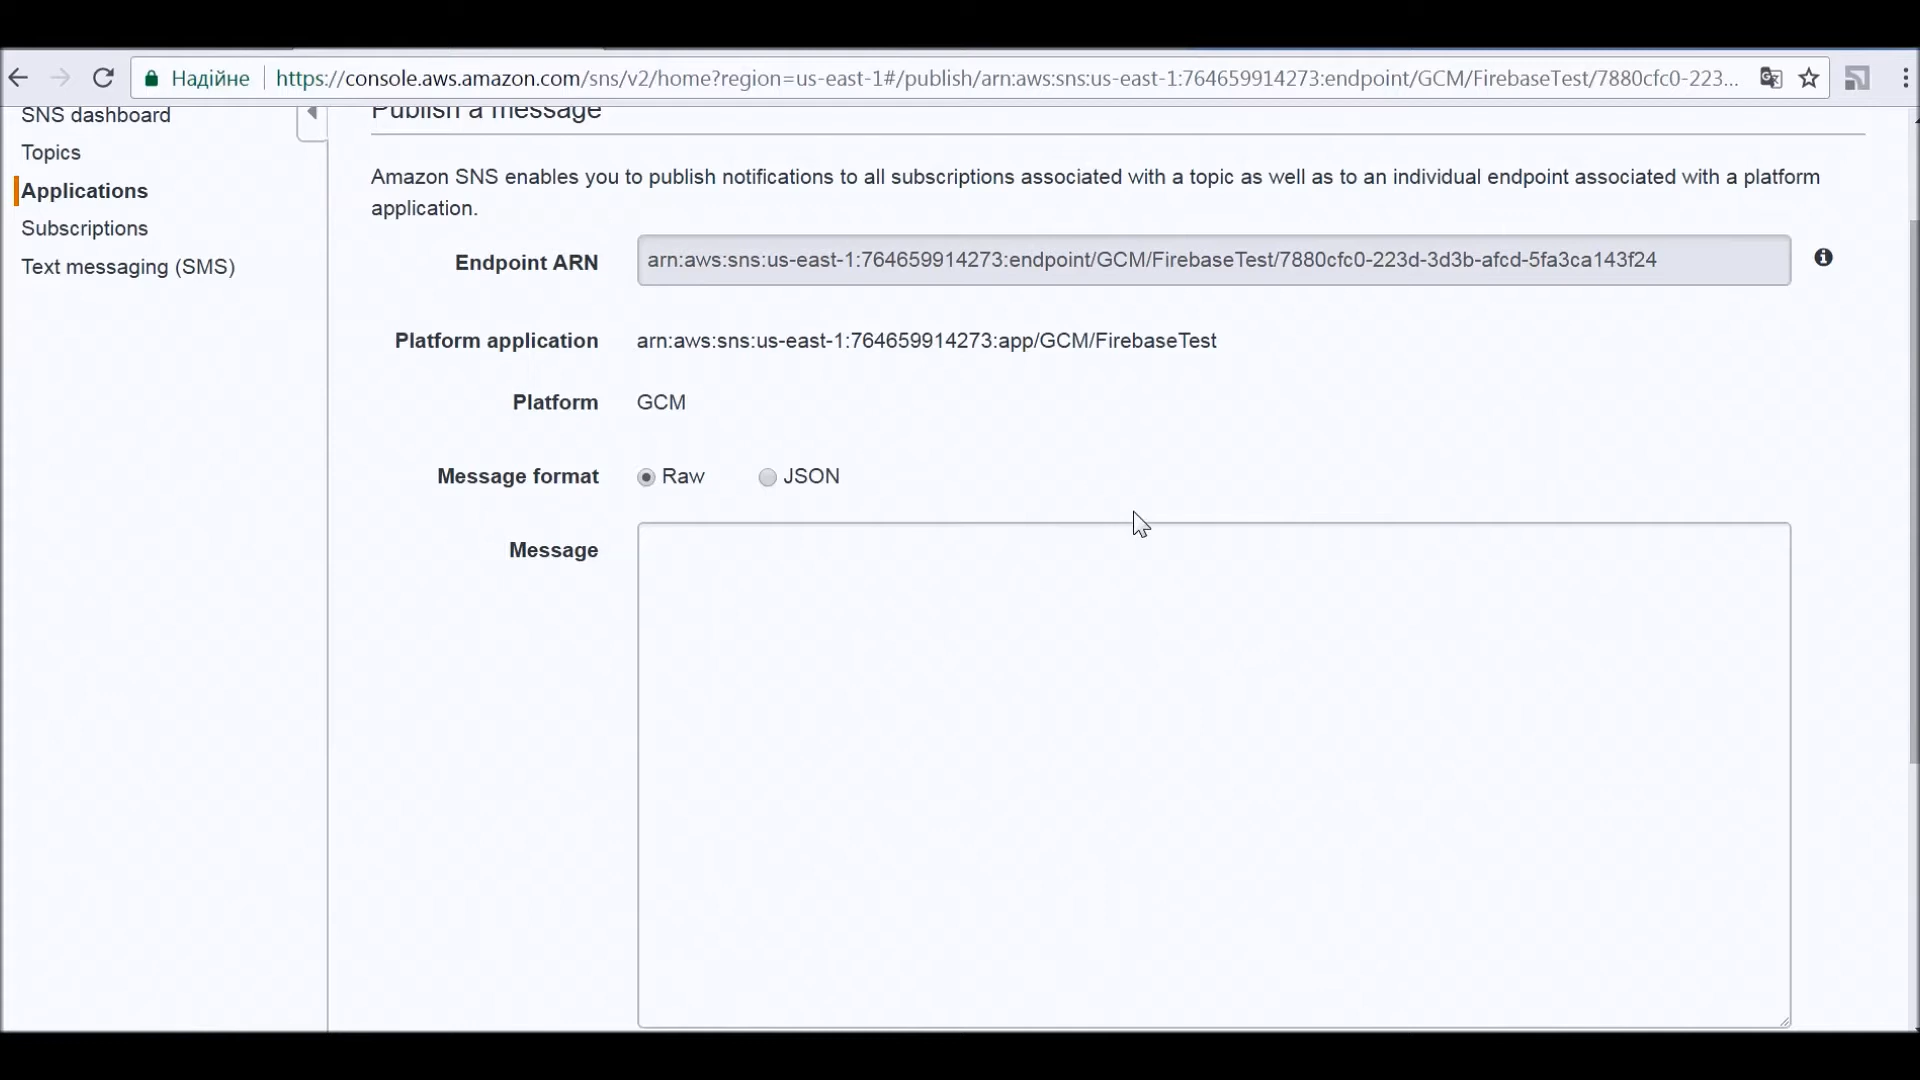 Надійне https://console.aws.amazon.com/sns/v2/home?region=us-east-1#/publish/arn:aws:sns:us-east-1:764659914273:endpoint/GCM/FirebaseTest/7880cfc0-223...
SNS dashboard
Topics
Applications
Subscriptions
Text messaging (SMS)
Publish a message
Amazon SNS enables you to publish notifications to all subscriptions associated with a topic as well as to an individual endpoint associated with a platform
application.
Endpoint ARN arn:aws:sns:us-east-1:764659914273:endpoint/GCM/FirebaseTest/7880cfc0-223d-3d3b-afcd-5fa3ca143f24
Platform application arn:aws:sns:us-east-1:764659914273:app/GCM/FirebaseTest
Platform GCM
Message format Raw JSON
Message